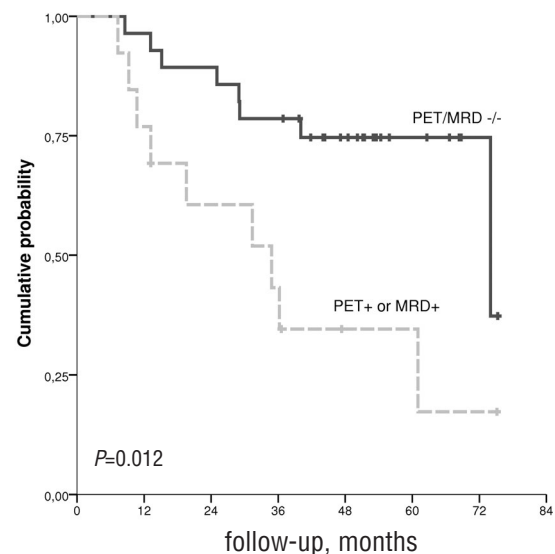 1,00
0,75
0,50
0,25
0,00
Cumulative probability
PET/MRD -/-
PET+ or MRD+
P=0.012
0 12 24 36 48 60 72 84
follow-up, months